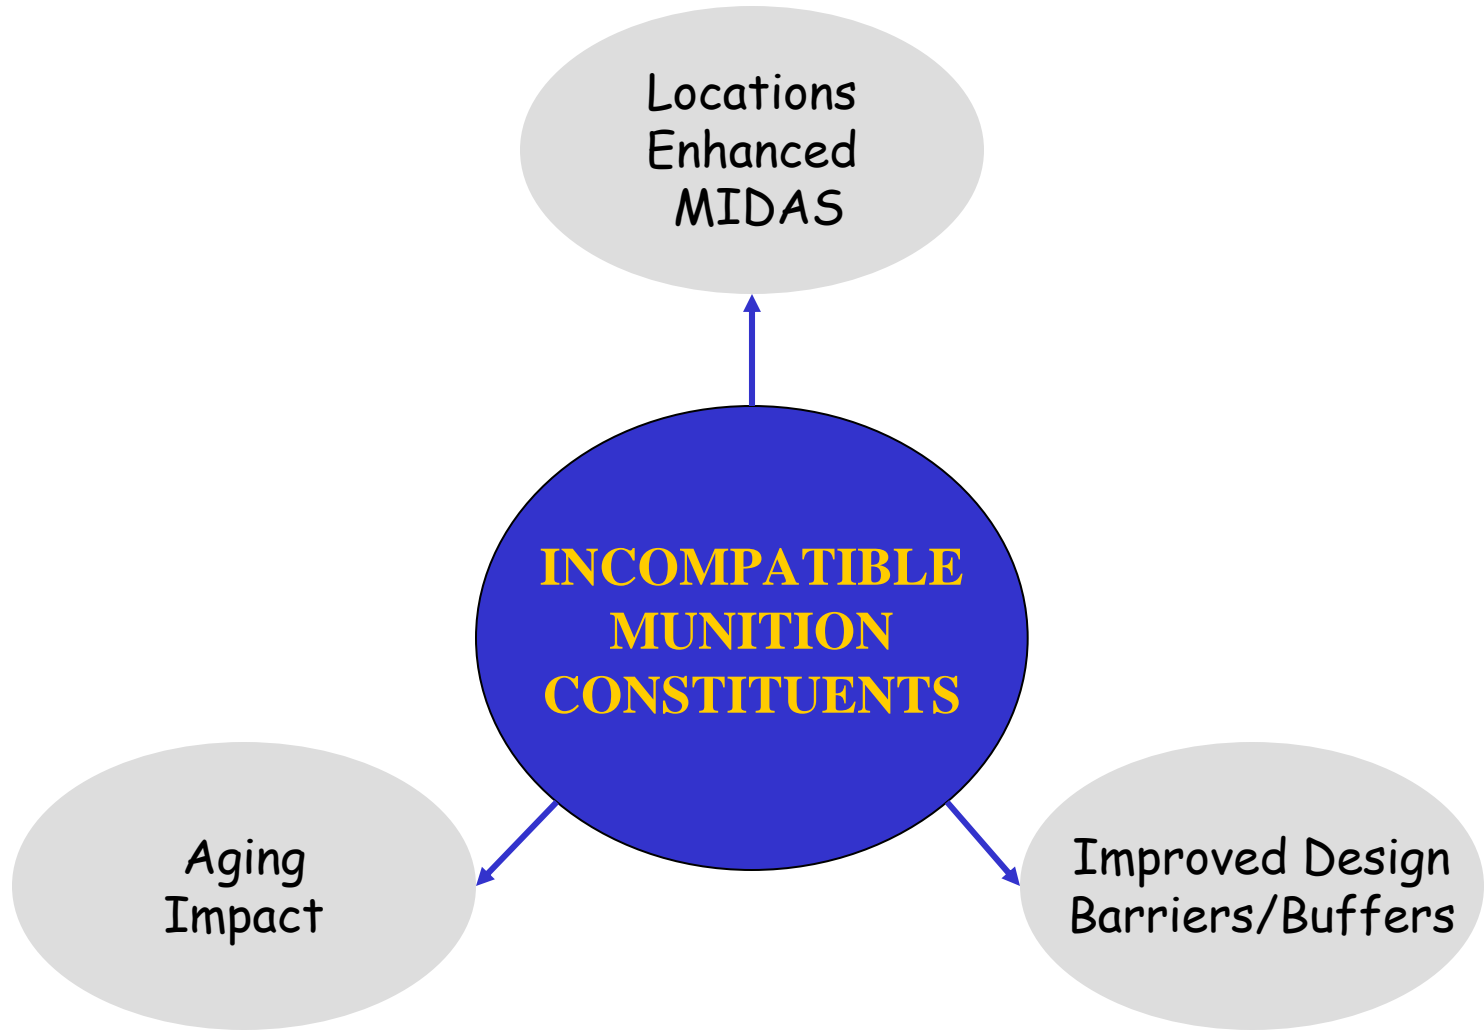 Locations
Enhanced
MIDAS
INCOMPATIBLE
MUNITION
CONSTITUENTS
Aging
Impact
Improved Design
Barriers/Buffers